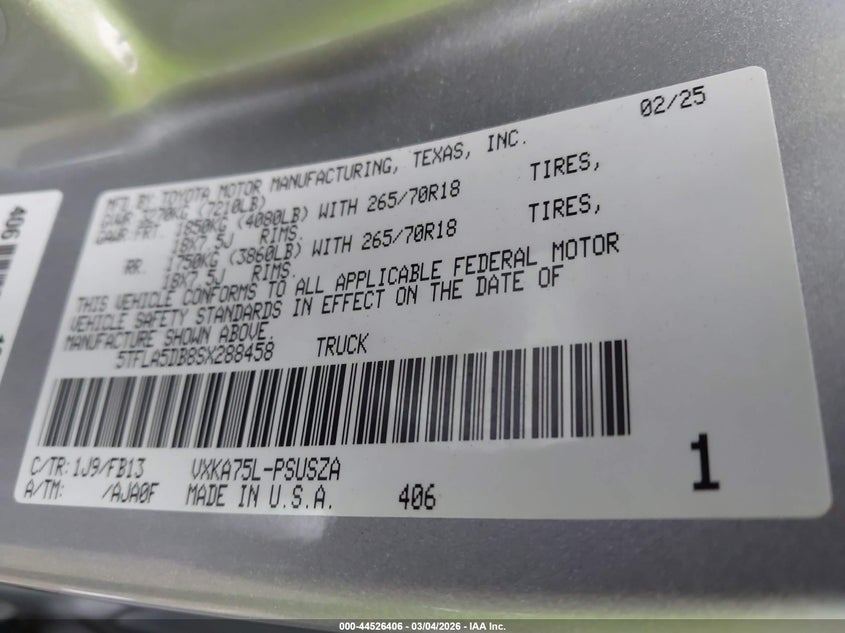 02/25
MFD BY:TOYOTA MOTOR MANUFACTURING, TEXAS, INC.
GVWR 3270KG (7210LB)
GAWR:FRT. 1850KG (4080LB) WITH 265/70R18 TIRES,
18X7.5J RIMS.
RR. 1750KG (3860LB) WITH 265/70R18 TIRES,
18X7.5J RIMS.
THIS VEHICLE CONFORMS TO ALL APPLICABLE FEDERAL MOTOR
VEHICLE SAFETY STANDARDS IN EFFECT ON THE DATE OF
MANUFACTURE SHOWN ABOVE.
5TFLA5DB8SX288458 TRUCK
C/TR:1J9/FB13 VXKA75L-PSUSZA
A/TM: /AJA0F MADE IN U.S.A. 406
1
406
000-44526406 - 03/04/2026 - IAA Inc.